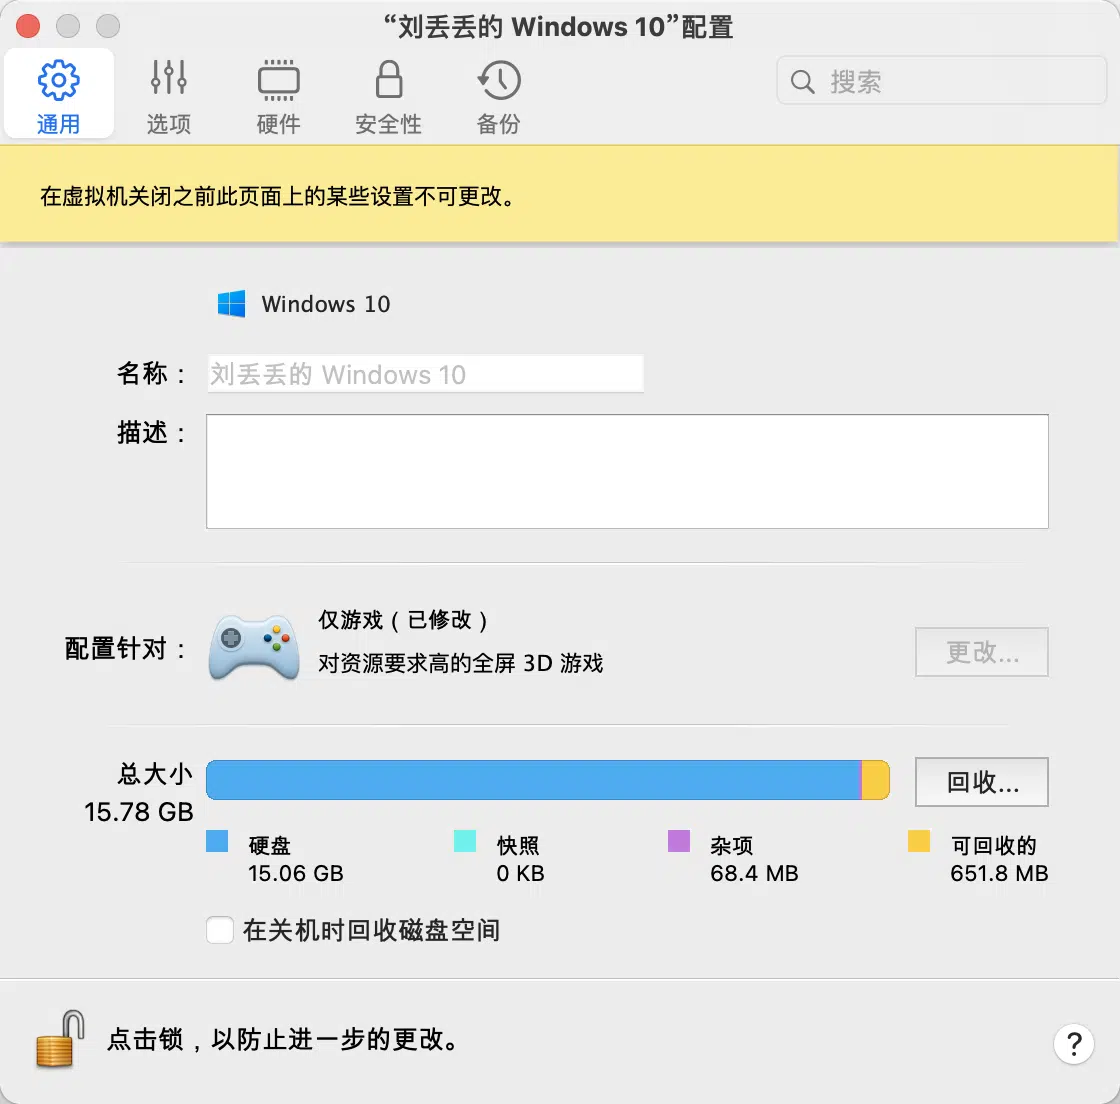 “刘丢丢的 Windows 10”配置
通用
选项
硬件
安全性
备份
搜索
在虚拟机关闭之前此页面上的某些设置不可更改。
Windows 10
名称：
刘丢丢的 Windows 10
描述：
配置针对：
仅游戏（已修改）
对资源要求高的全屏 3D 游戏
更改...
总大小
15.78 GB
回收...
硬盘
15.06 GB
快照
0 KB
杂项
68.4 MB
可回收的
651.8 MB
在关机时回收磁盘空间
点击锁，以防止进一步的更改。
?